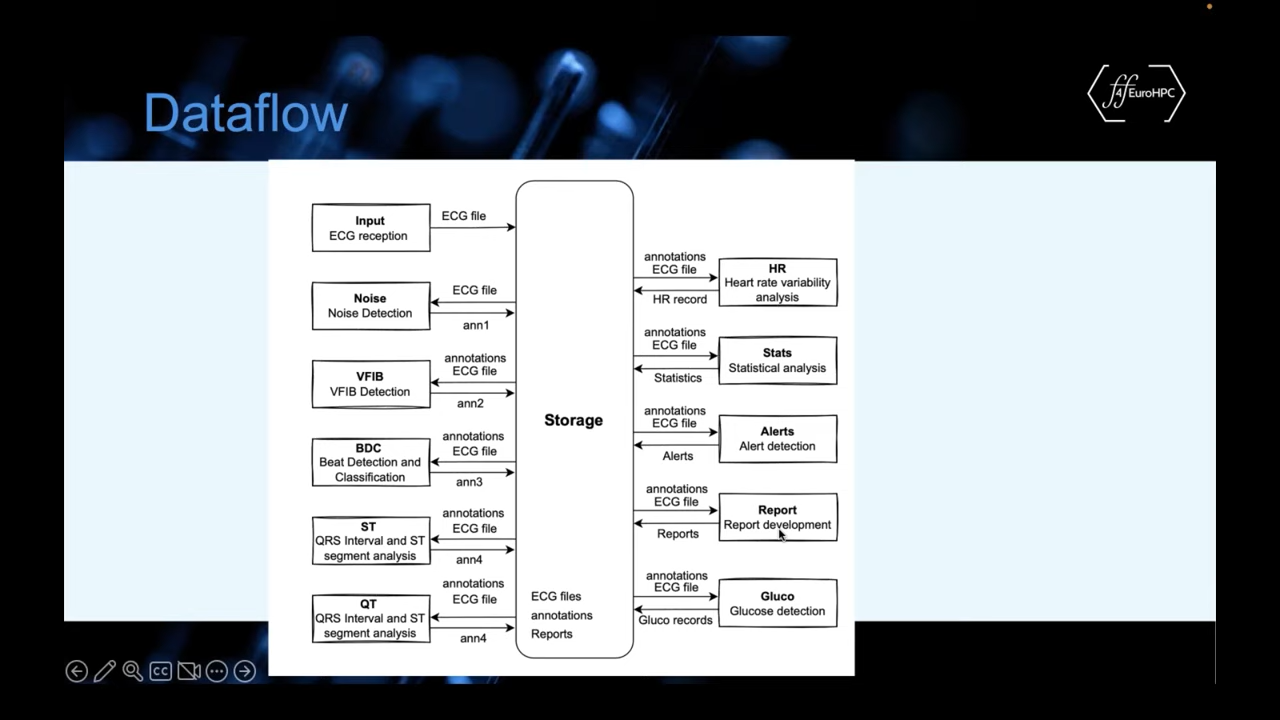 Dataflow
ff4EuroHPC
Input
ECG reception
ECG file
Noise
Noise Detection
ECG file
ann1
VFIB
VFIB Detection
annotations
ECG file
ann2
BDC
Beat Detection and
Classification
annotations
ECG file
ann3
ST
QRS Interval and ST
segment analysis
annotations
ECG file
ann4
QT
QRS Interval and ST
segment analysis
annotations
ECG file
ann4
Storage
ECG files
annotations
Reports
annotations
ECG file
HR record
HR
Heart rate variability
analysis
annotations
ECG file
Statistics
Stats
Statistical analysis
annotations
ECG file
Alerts
Alerts
Alert detection
annotations
ECG file
Reports
Report
Report development
annotations
ECG file
Gluco records
Gluco
Glucose detection
CC